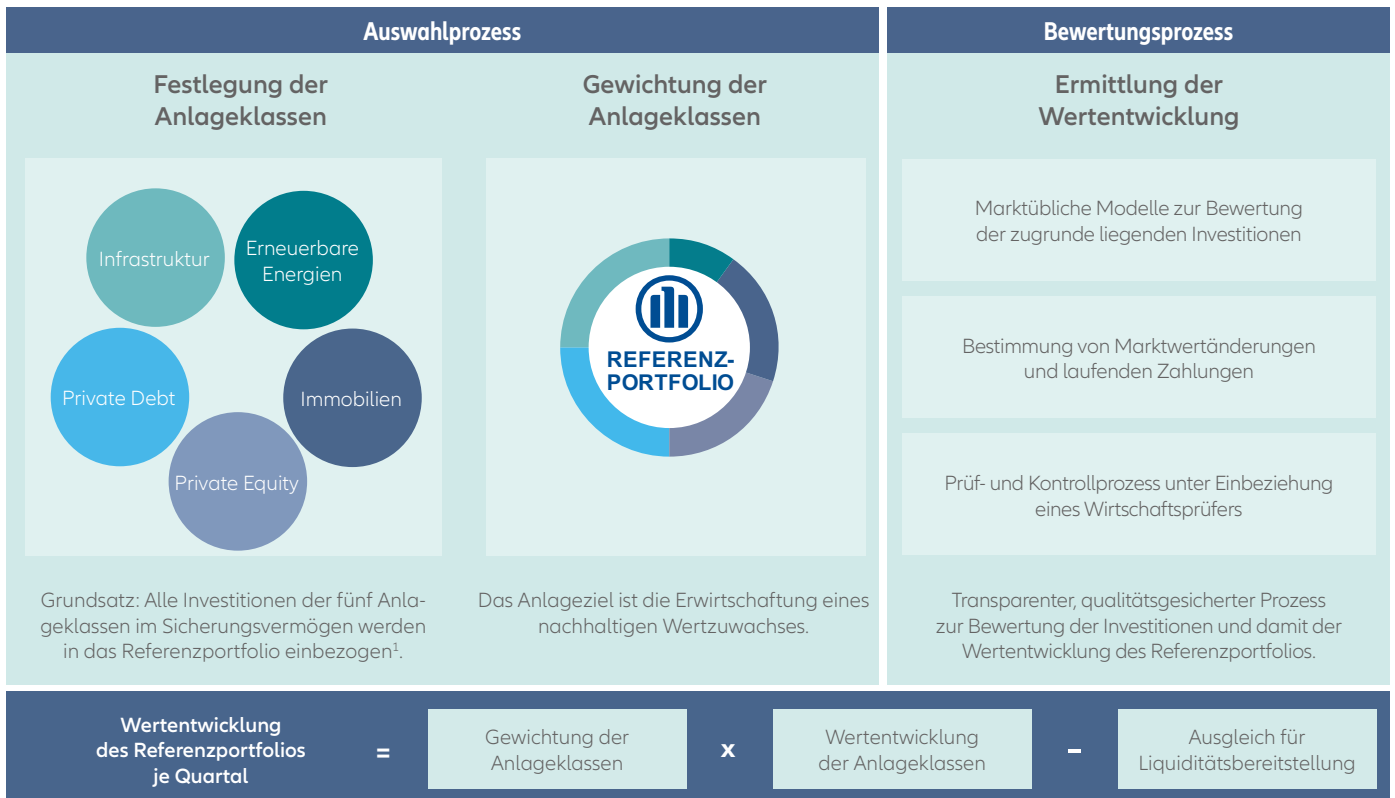 Auswahlprozess
Festlegung der
Anlageklassen
Infrastruktur
Erneuerbare
Energien
Private Debt
Immobilien
Private Equity
Grundsatz: Alle Investitionen der fünf Anla-
geklassen im Sicherungsvermögen werden
in das Referenzportfolio einbezogen¹.
Gewichtung der
Anlageklassen
REFERENZ-
PORTFOLIO
Das Anlageziel ist die Erwirtschaftung eines
nachhaltigen Wertzuwachses.
Bewertungsprozess
Ermittlung der
Wertentwicklung
Marktübliche Modelle zur Bewertung
der zugrunde liegenden Investitionen
Bestimmung von Marktwertänderungen
und laufenden Zahlungen
Prüf- und Kontrollprozess unter Einbeziehung
eines Wirtschaftsprüfers
Transparenter, qualitätsgesicherter Prozess
zur Bewertung der Investitionen und damit der
Wertentwicklung des Referenzportfolios.
Wertentwicklung
des Referenzportfolios
je Quartal
=
Gewichtung der
Anlageklassen
x
Wertentwicklung
der Anlageklassen
–
Ausgleich für
Liquiditätsbereitstellung